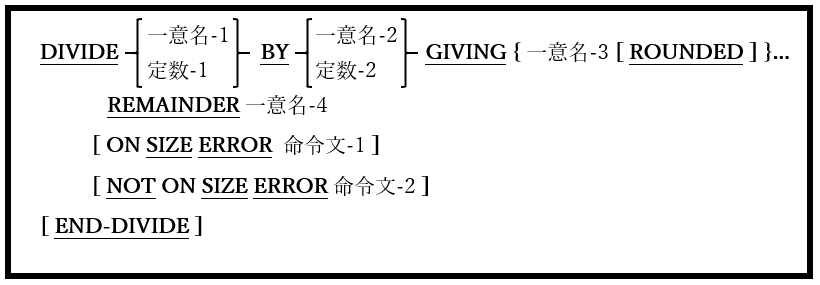 DIVIDE 一意名-1 BY 一意名-2 GIVING { 一意名-3 [ ROUNDED ] }...
定数-1 定数-2
REMAINDER 一意名-4
[ ON SIZE ERROR 命令文-1 ]
[ NOT ON SIZE ERROR 命令文-2 ]
[ END-DIVIDE ]